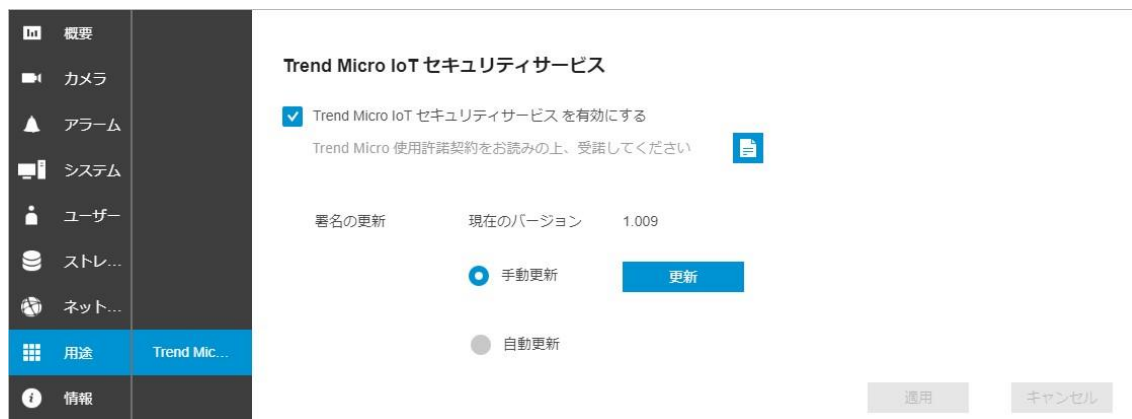 概要
カメラ
アラーム
システム
ユーザー
ストレ...
ネット...
用途
Trend Mic...
情報
Trend Micro IoT セキュリティサービス
Trend Micro IoT セキュリティサービス を有効にする
Trend Micro 使用許諾契約をお読みの上、受諾してください
署名の更新 現在のバージョン 1.009
手動更新 更新
自動更新
適用 キャンセル